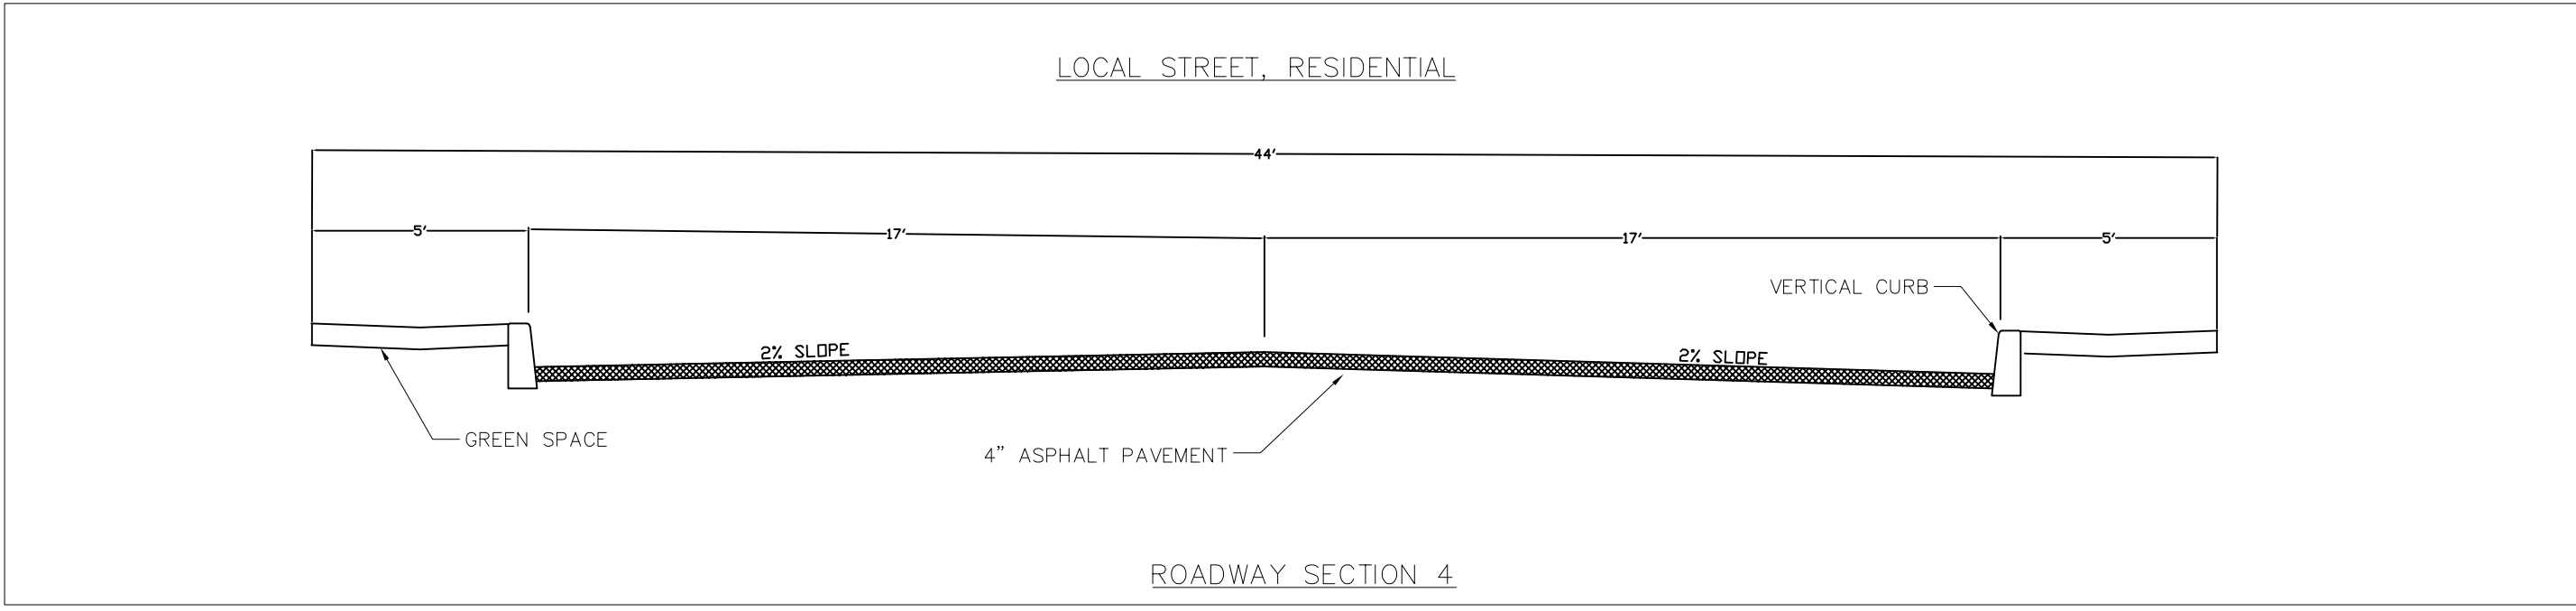 LOCAL STREET, RESIDENTIAL
44'
5'
17'
17'
5'
VERTICAL CURB
2% SLOPE
2% SLOPE
GREEN SPACE
4" ASPHALT PAVEMENT
ROADWAY SECTION 4